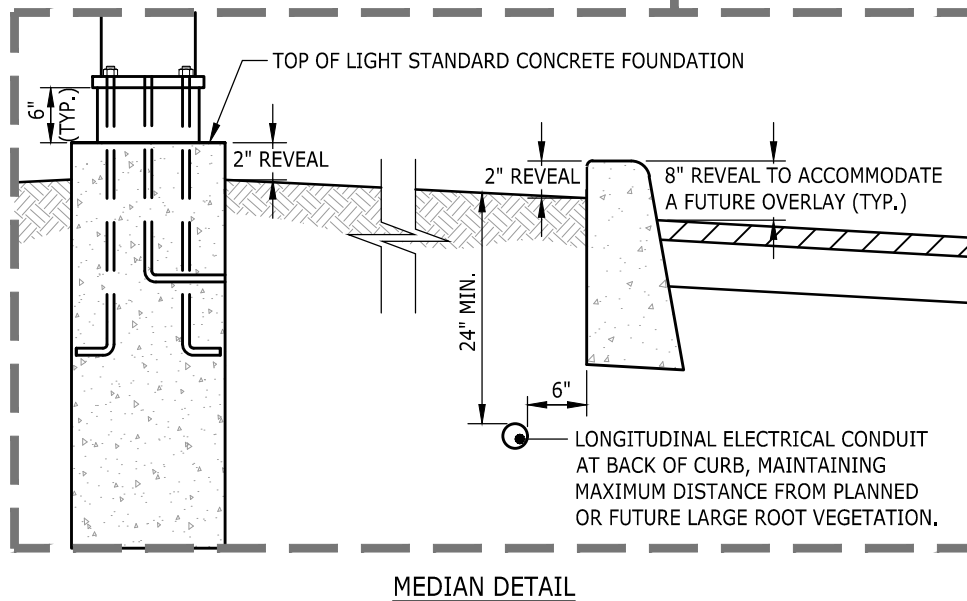 TOP OF LIGHT STANDARD CONCRETE FOUNDATION
6"
(TYP.)
2" REVEAL
2" REVEAL
8" REVEAL TO ACCOMMODATE
A FUTURE OVERLAY (TYP.)
24" MIN.
6"
LONGITUDINAL ELECTRICAL CONDUIT
AT BACK OF CURB, MAINTAINING
MAXIMUM DISTANCE FROM PLANNED
OR FUTURE LARGE ROOT VEGETATION.
MEDIAN DETAIL